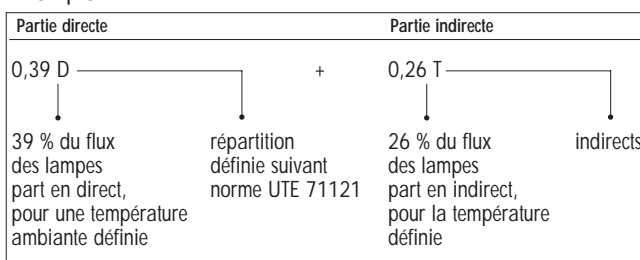 Partie directe Partie indirecte
0,39 D + 0,26 T
39 % du flux répartition 26 % du flux indirects
des lampes définie suivant des lampes
part en direct, norme UTE 71121 part en indirect,
pour une température pour la température
ambiante définie définie